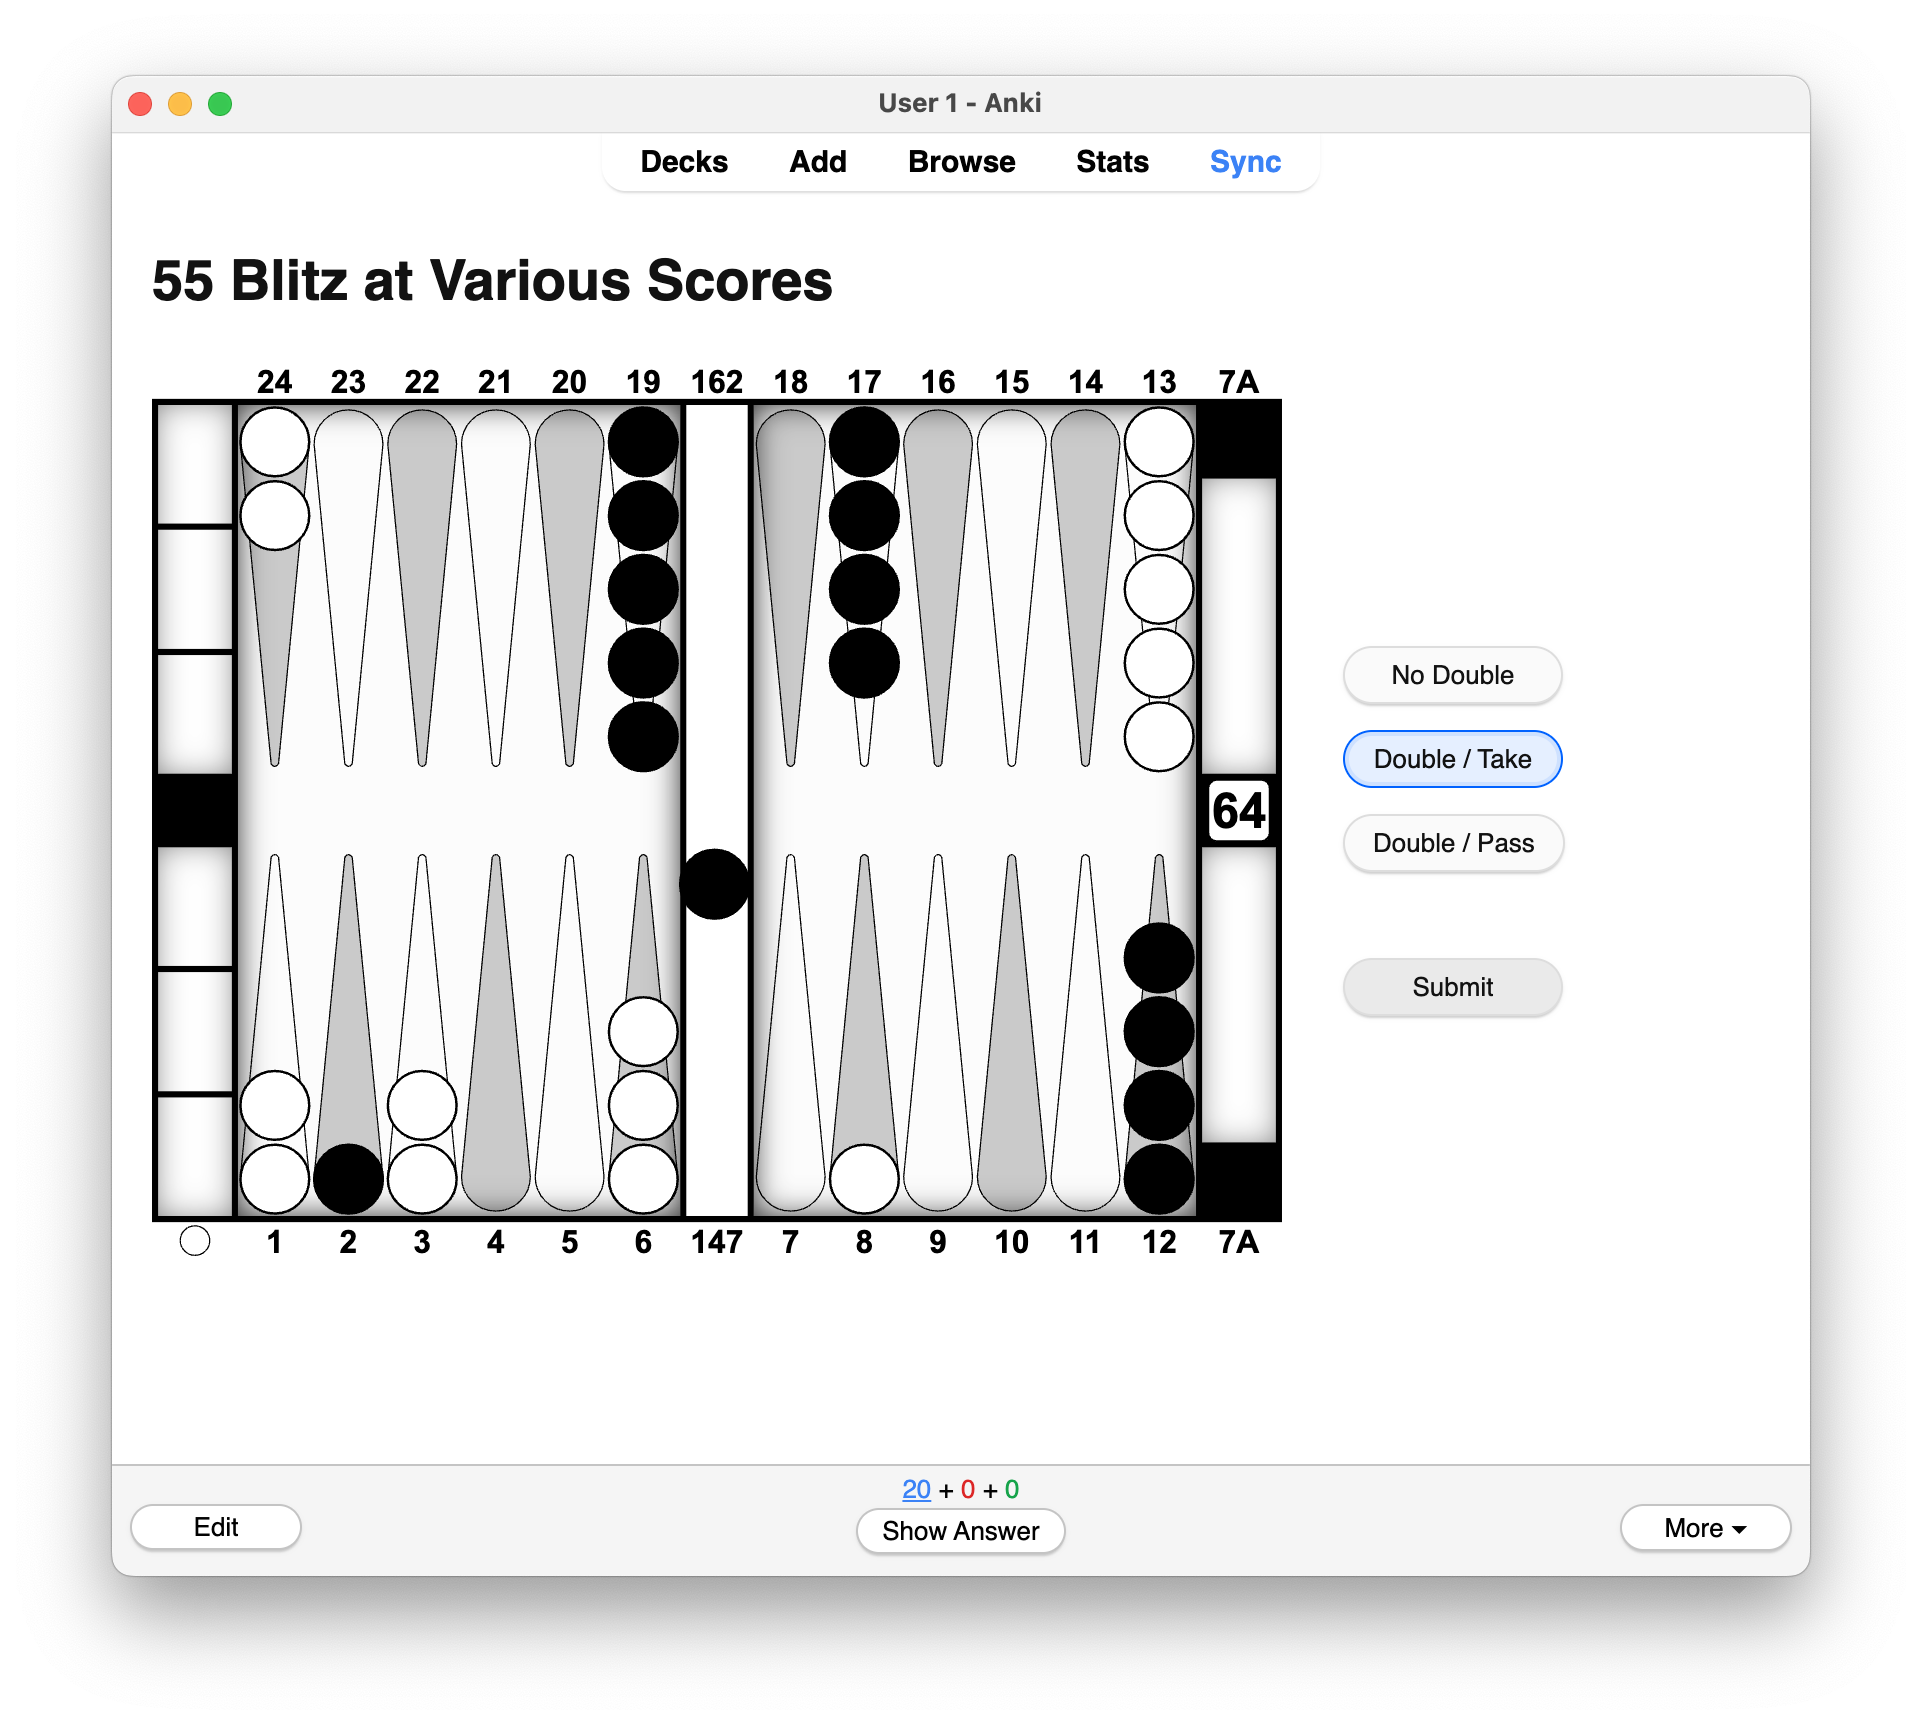 User 1 - Anki
Decks Add Browse Stats Sync
55 Blitz at Various Scores
24 23 22 21 20 19 162 18 17 16 15 14 13 7A
No Double
Double / Take
64
Double / Pass
Submit
1 2 3 4 5 6 147 7 8 9 10 11 12 7A
20 + 0 + 0
Edit
Show Answer
More